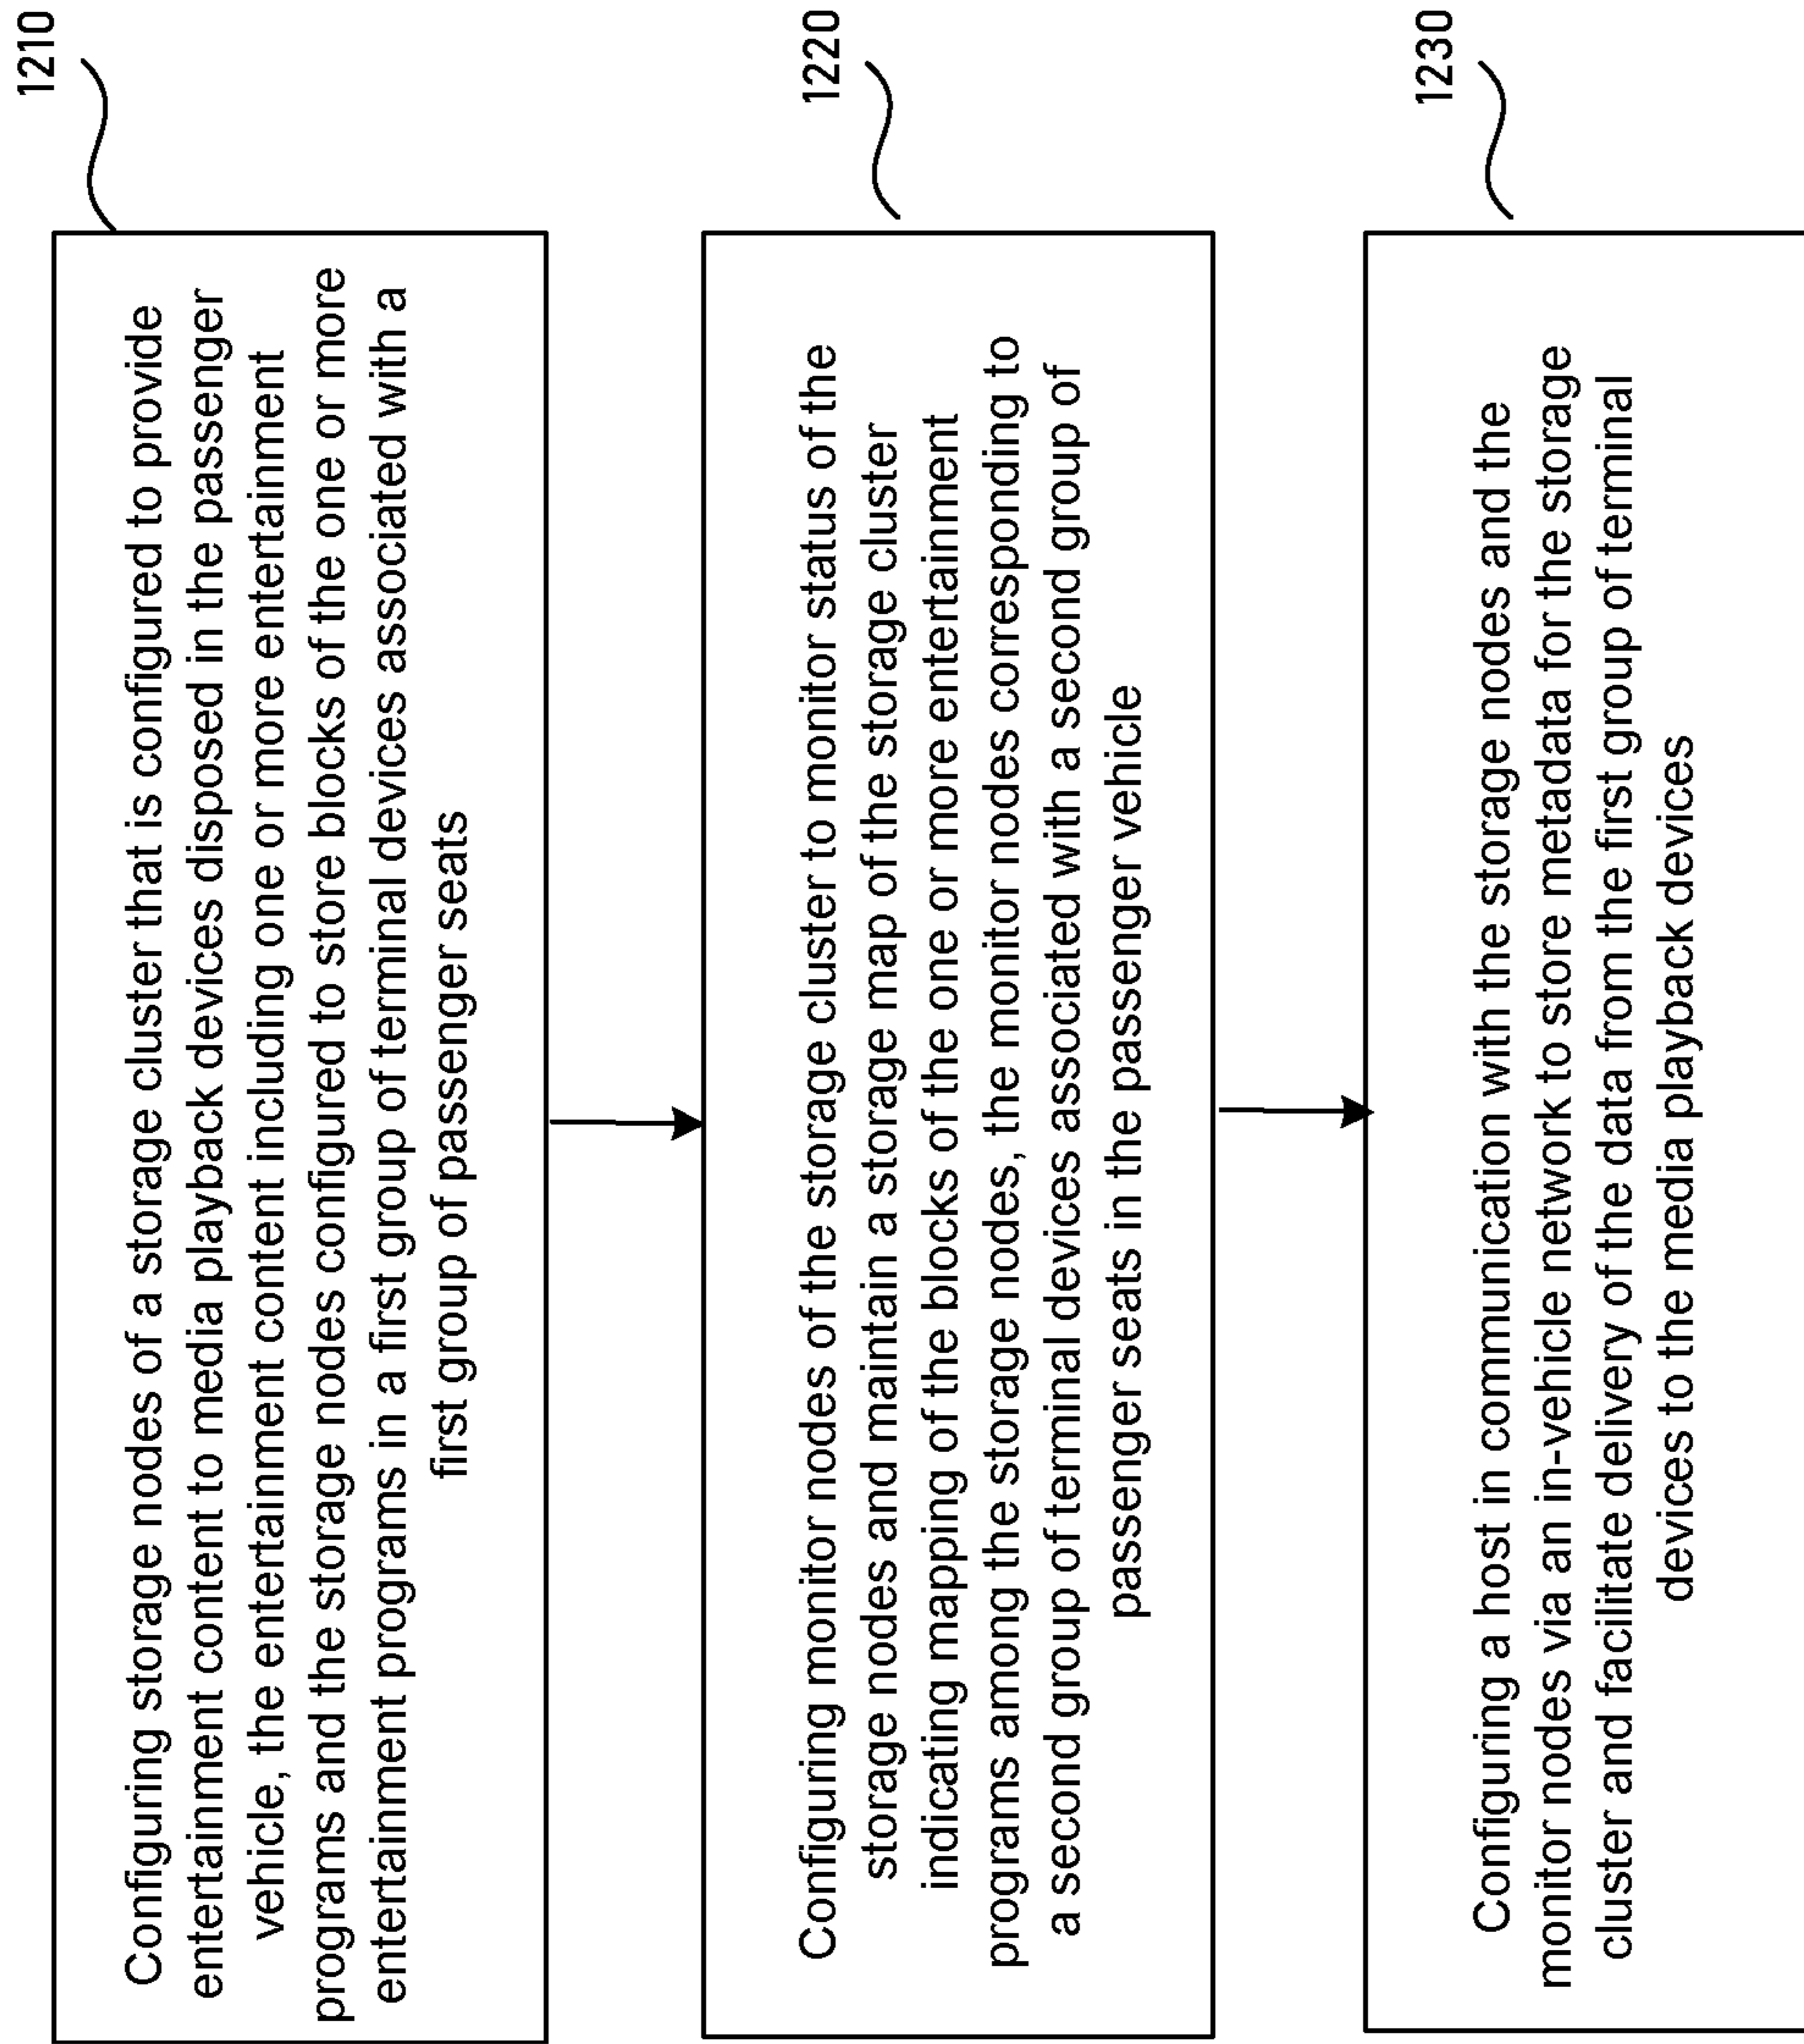 1210
Configuring storage nodes of a storage cluster that is configured to provide
entertainment content to media playback devices disposed in the passenger
vehicle, the entertainment content including one or more entertainment
programs and the storage nodes configured to store blocks of the one or more
entertainment programs in a first group of terminal devices associated with a
first group of passenger seats
1220
Configuring monitor nodes of the storage cluster to monitor status of the
storage nodes and maintain a storage map of the storage cluster
indicating mapping of the blocks of the one or more entertainment
programs among the storage nodes, the monitor nodes corresponding to
a second group of terminal devices associated with a second group of
passenger seats in the passenger vehicle
1230
Configuring a host in communication with the storage nodes and the
monitor nodes via an in-vehicle network to store metadata for the storage
cluster and facilitate delivery of the data from the first group of terminal
devices to the media playback devices